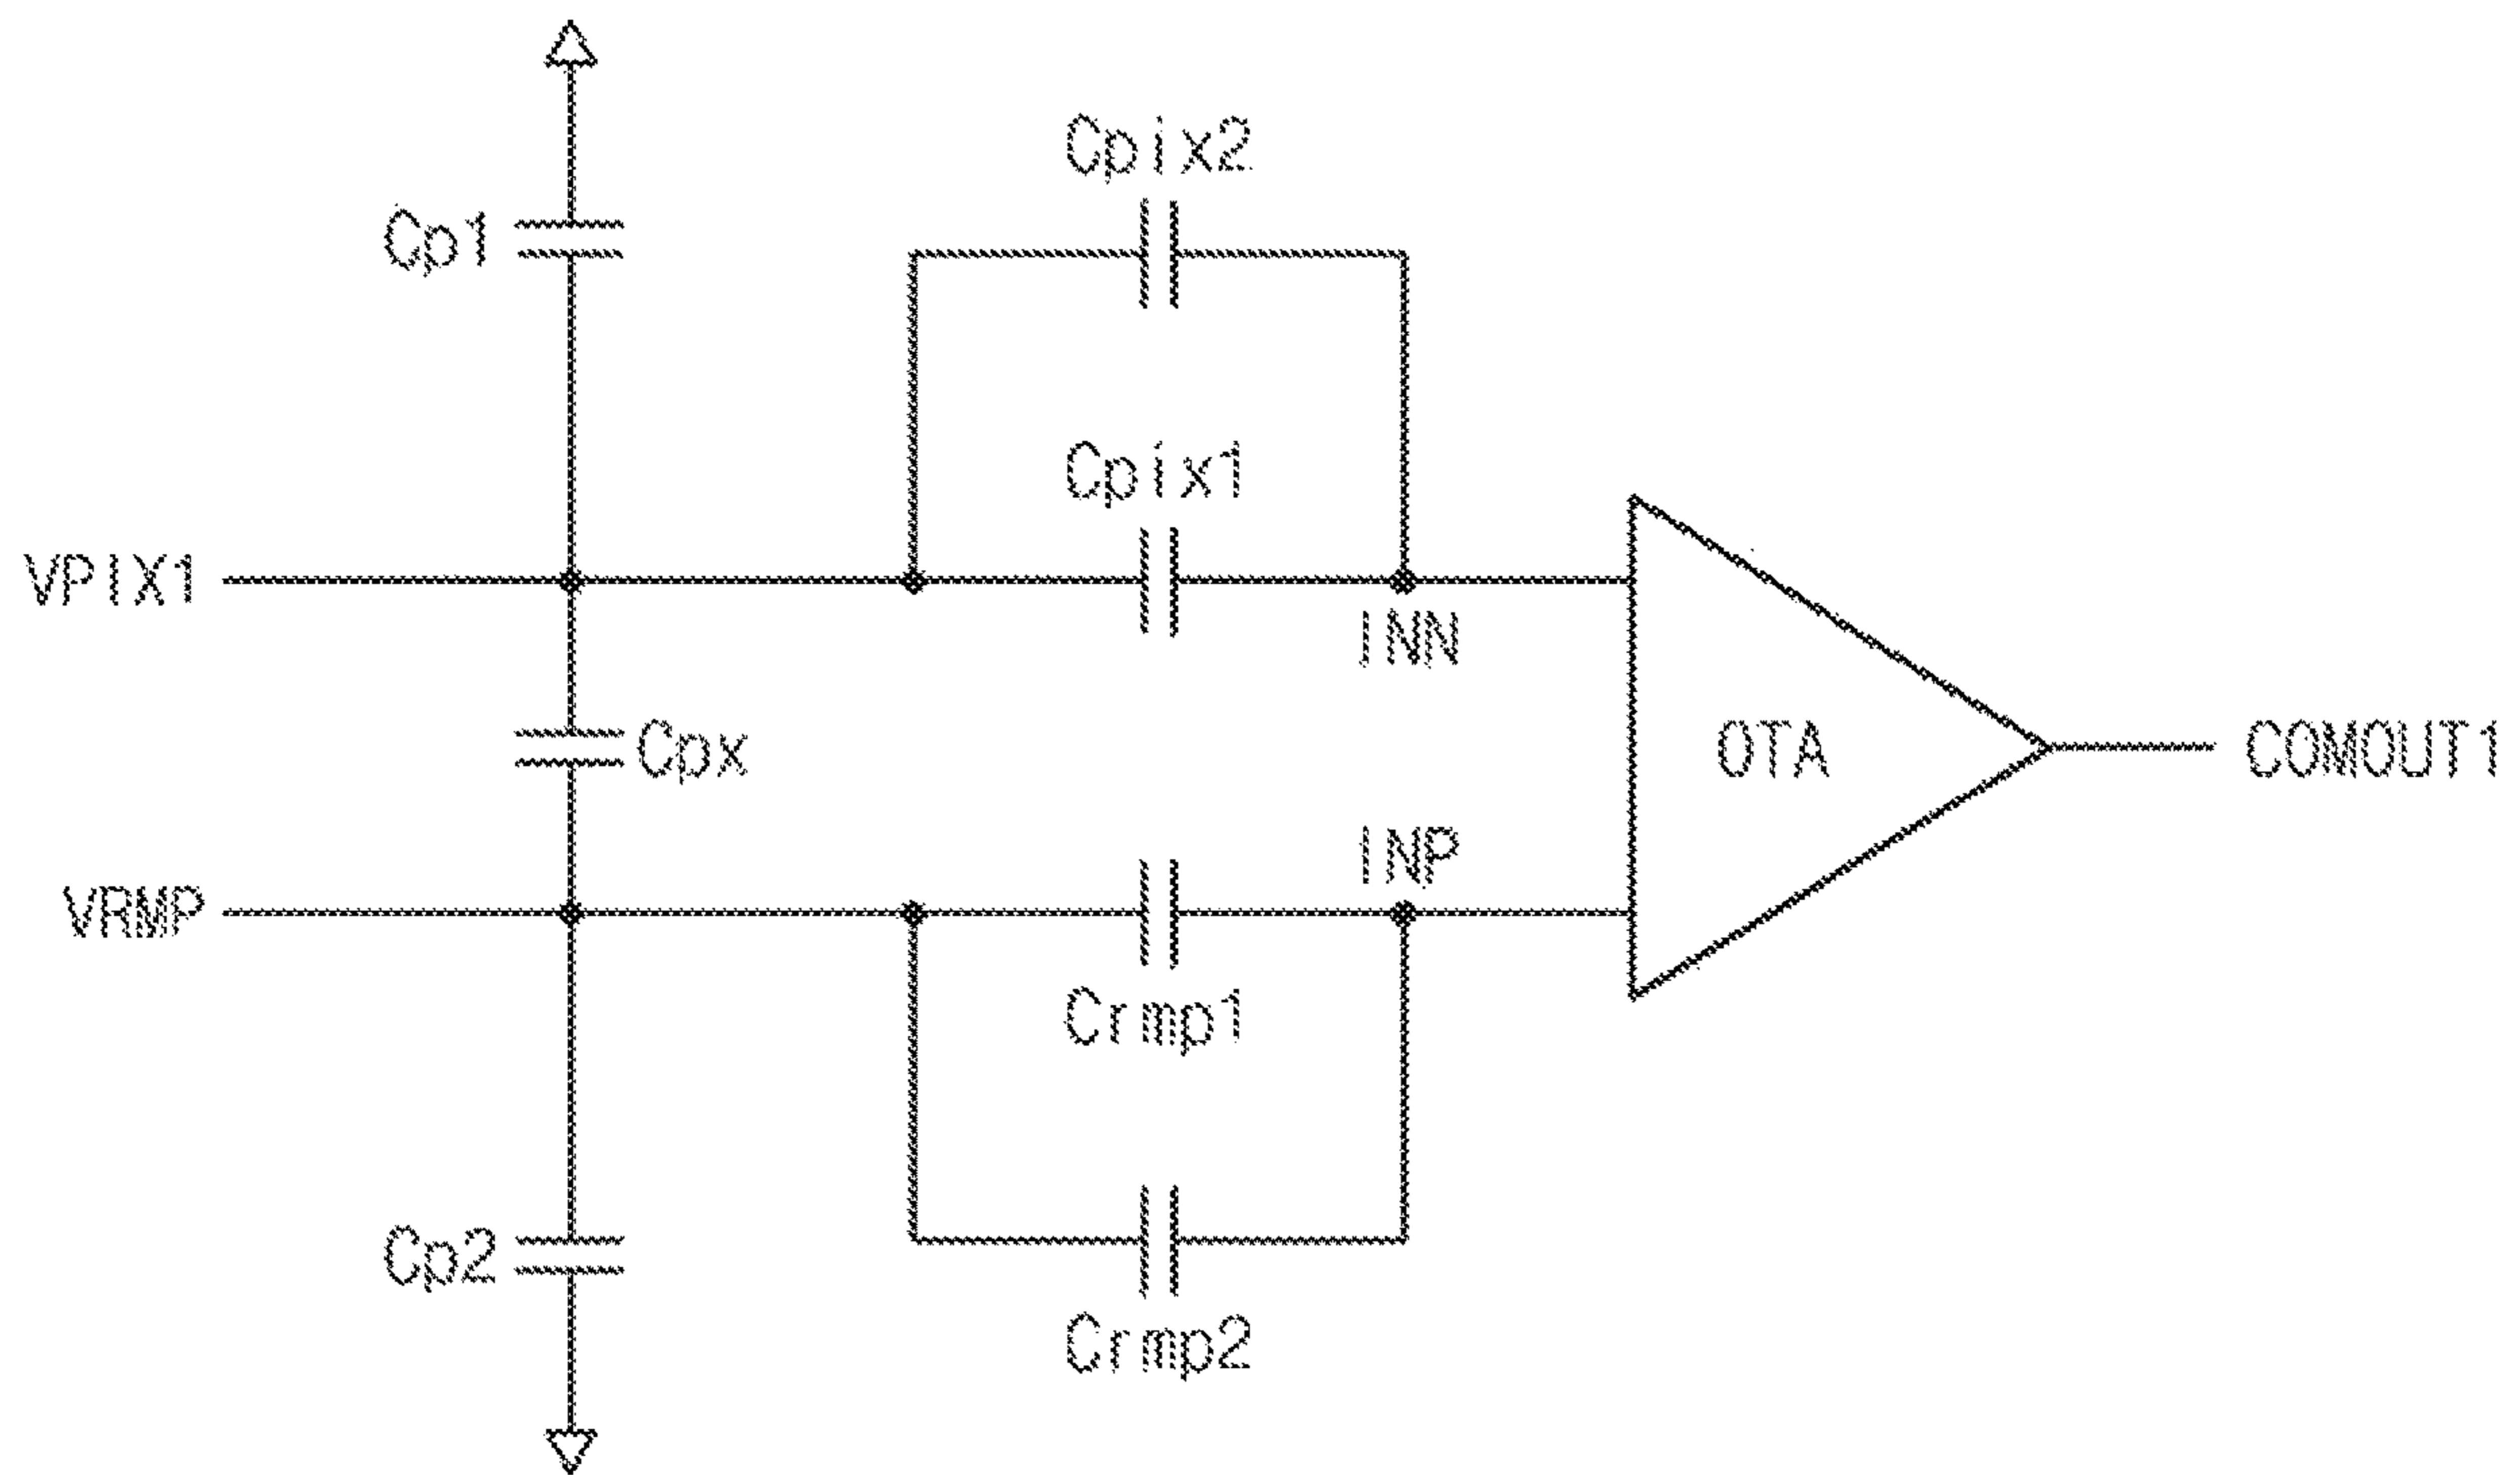 Cpix2
Cp1
Cpix1
VPIX1
INN
Cpx
OTA
COMOUT1
INP
VRMP
Crmp1
Cp2
Crmp2